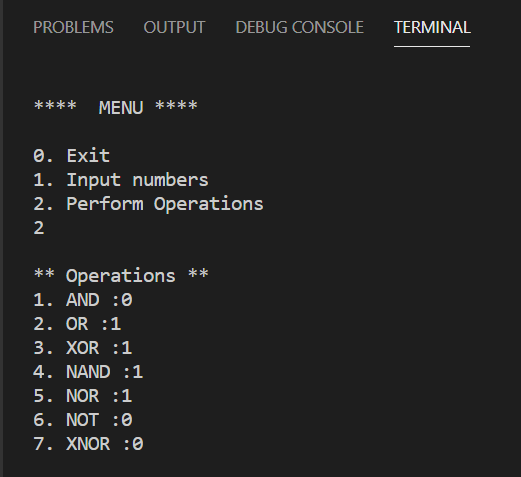 PROBLEMS OUTPUT DEBUG CONSOLE TERMINAL
****  MENU ****
0. Exit
1. Input numbers
2. Perform Operations
2
** Operations **
1. AND :0
2. OR :1
3. XOR :1
4. NAND :1
5. NOR :1
6. NOT :0
7. XNOR :0